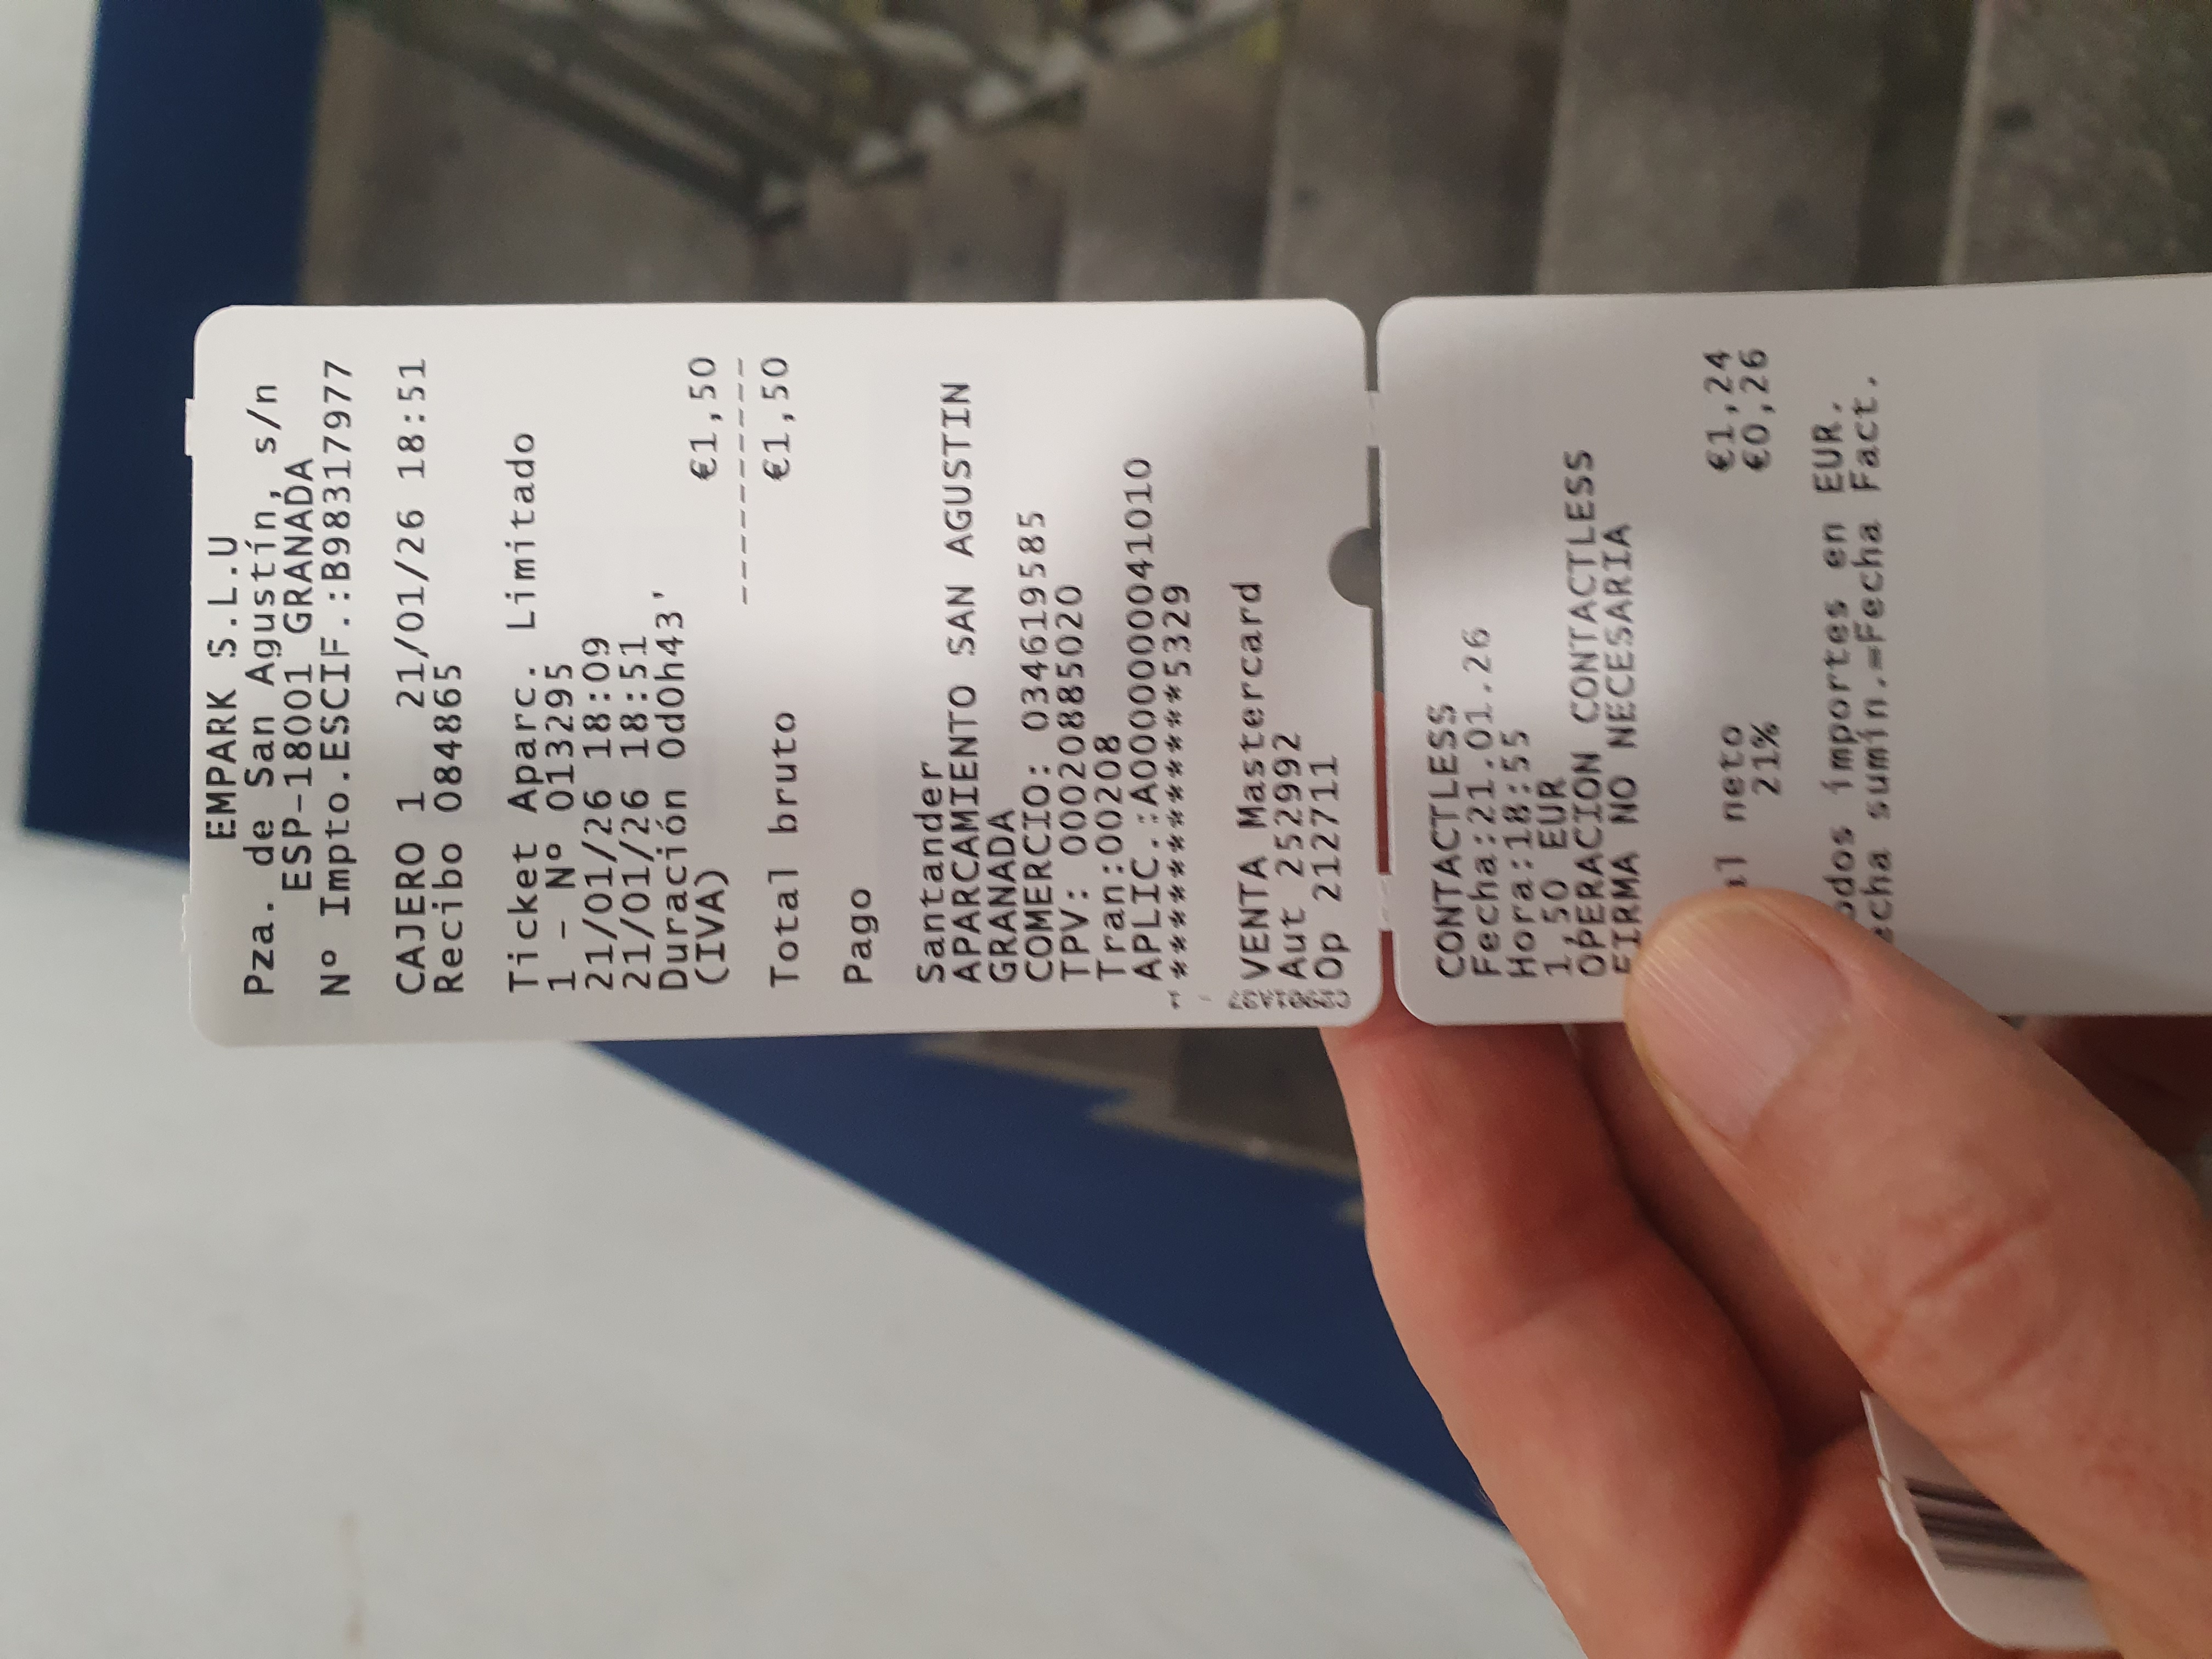 EMPARK S.L.U
Pza. de San Agustín, s/n
ESP-18001 GRANADA
Nº Impto.ESCIF.:B98317977
CAJERO 1 21/01/26 18:51
Recibo 084865
Ticket Aparc. Limitado
1 - Nº 013295
21/01/26 18:09
21/01/26 18:51
Duración 0d0h43'
(IVA) €1,50
------------
Total bruto €1,50
Pago
Santander
APARCAMIENTO SAN AGUSTIN
GRANADA
COMERCIO: 034619585
TPV: 00020885020
Tran:00208
APLIC.:A0000000041010
************5329
VENTA Mastercard
Aut 252992
Op 212711
CONTACTLESS
Fecha:21.01.26
Hora:18:55
1,50 EUR
OPERACION CONTACTLESS
FIRMA NO NECESARIA
neto €1,24
21% €0,26
importes en EUR.
sumin.=Fecha Fact.